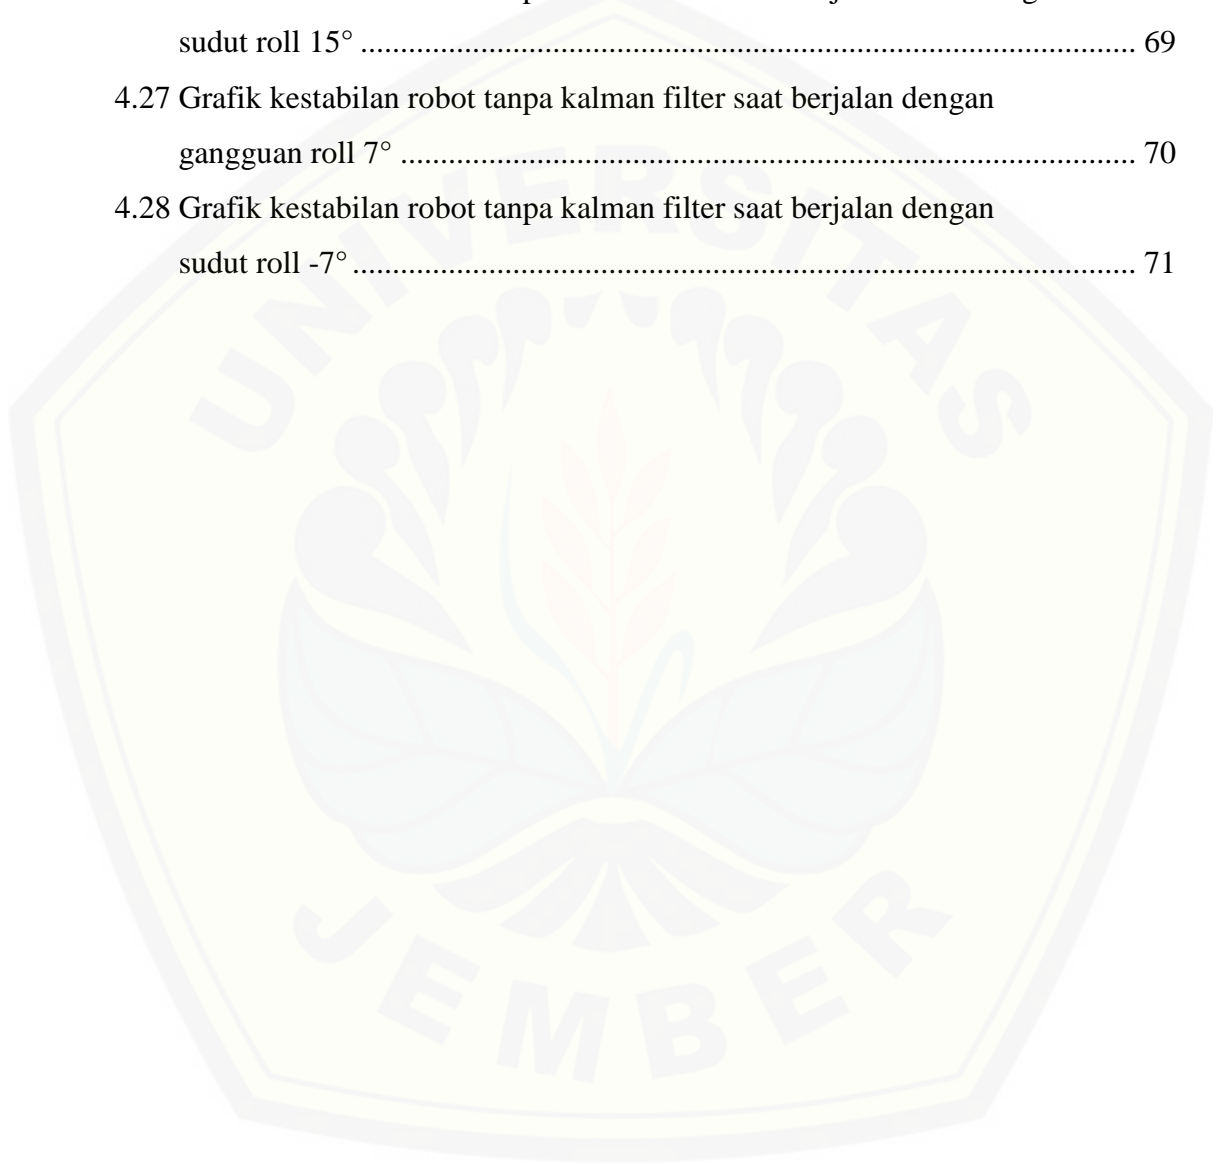 sudut roll 15° ................................................................................................ 69
4.27 Grafik kestabilan robot tanpa kalman filter saat berjalan dengan
gangguan roll 7° ........................................................................................... 70
4.28 Grafik kestabilan robot tanpa kalman filter saat berjalan dengan
sudut roll -7° ................................................................................................. 71
UNIVERSITAS
JEMBER